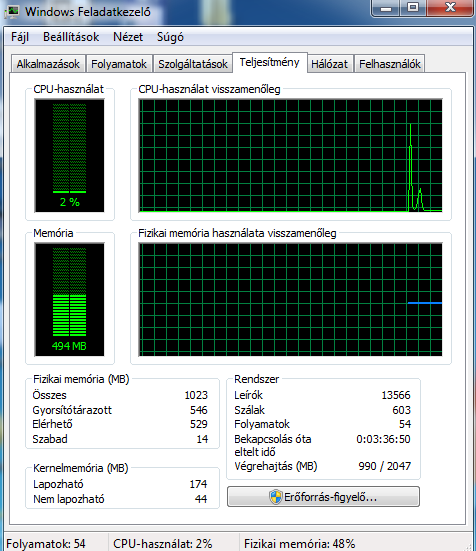 Windows Feladatkezelő
Fájl Beállítások Nézet Súgó
Alkalmazások Folyamatok Szolgáltatások Teljesítmény Hálózat Felhasználók
CPU-használat
CPU-használat visszamenőleg
2 %
Memória
Fizikai memória használata visszamenőleg
494 MB
Fizikai memória (MB)
Összes 1023
Gyorsítótárazott 546
Elérhető 529
Szabad 14
Kernelmemória (MB)
Lapozható 174
Nem lapozható 44
Rendszer
Leírók 13566
Szálak 603
Folyamatok 54
Bekapcsolás óta 0:03:36:50
eltelt idő
Végrehajtás (MB) 990 / 2047
Erőforrás-figyelő...
Folyamatok: 54 CPU-használat: 2% Fizikai memória: 48%